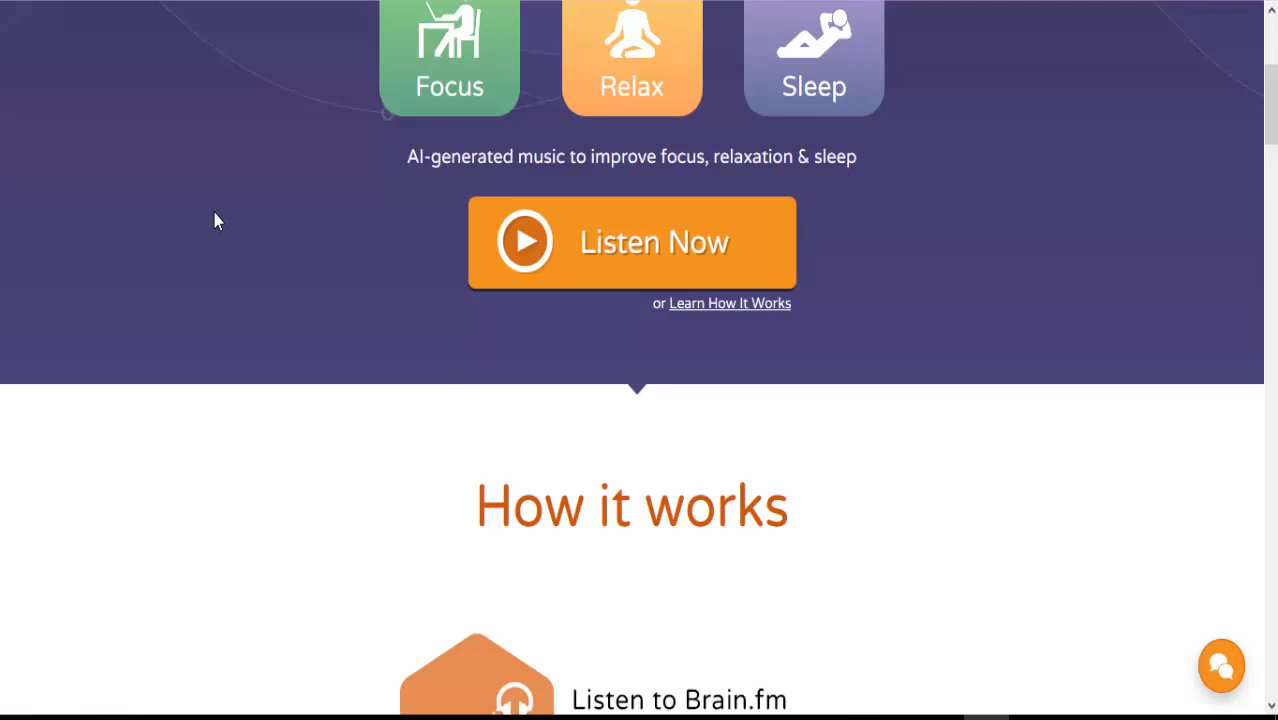 Focus
Relax
Sleep
AI-generated music to improve focus, relaxation & sleep
Listen Now
or Learn How It Works
How it works
Listen to Brain.fm